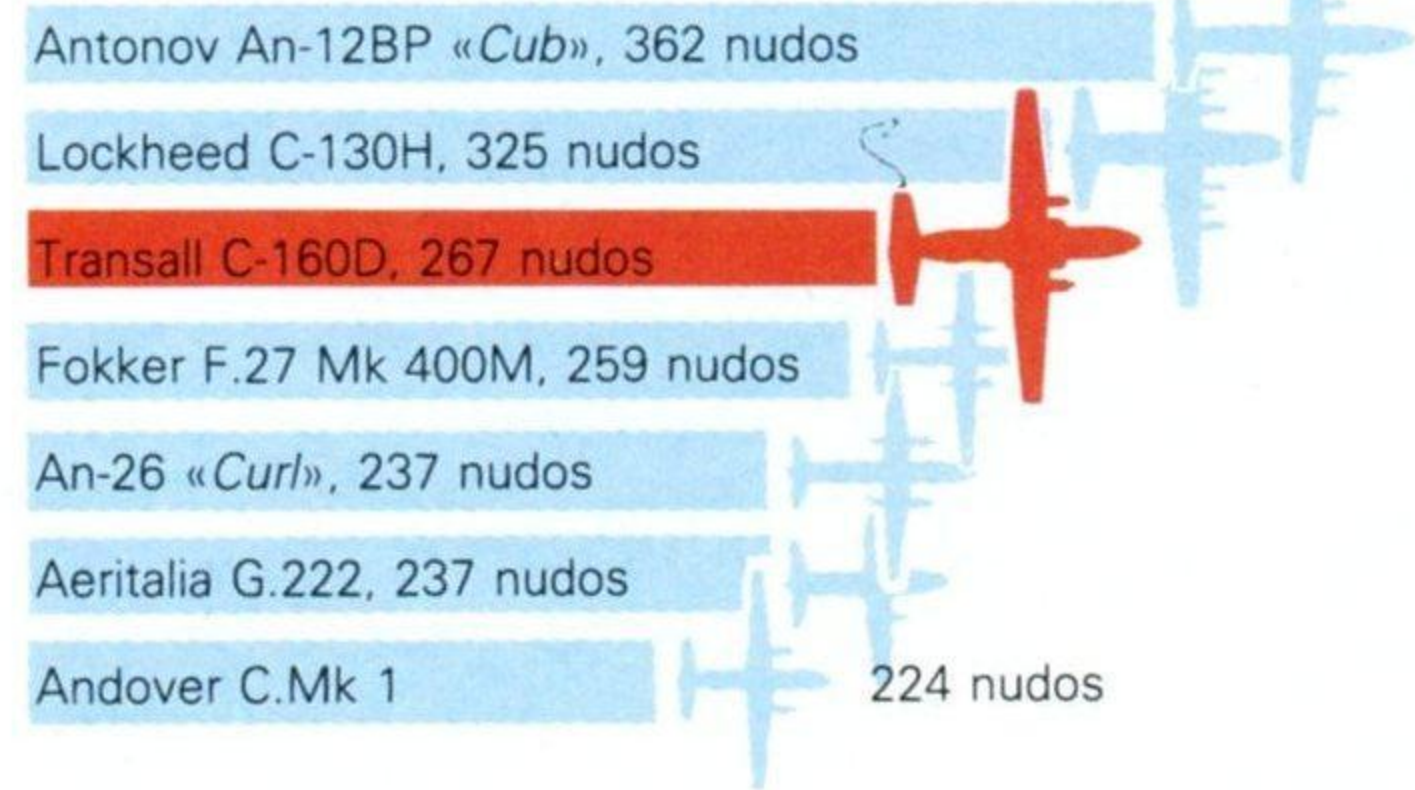 Antonov An-12BP «Cub», 362 nudos
Lockheed C-130H, 325 nudos
Transall C-160D, 267 nudos
Fokker F.27 Mk 400M, 259 nudos
An-26 «Curl», 237 nudos
Aeritalia G.222, 237 nudos
Andover C.Mk 1 224 nudos